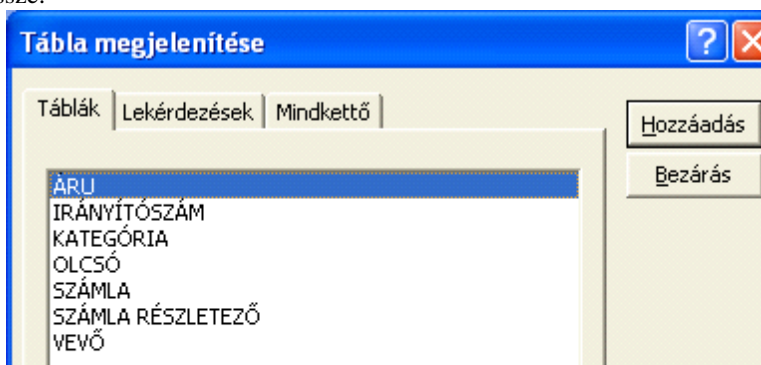 Tábla megjelenítése
Táblák Lekérdezések Mindkettő
Hozzáadás
Bezárás
ÁRU
IRÁNYÍTÓSZÁM
KATEGÓRIA
OLCSÓ
SZÁMLA
SZÁMLA RÉSZLETEZŐ
VEVŐ